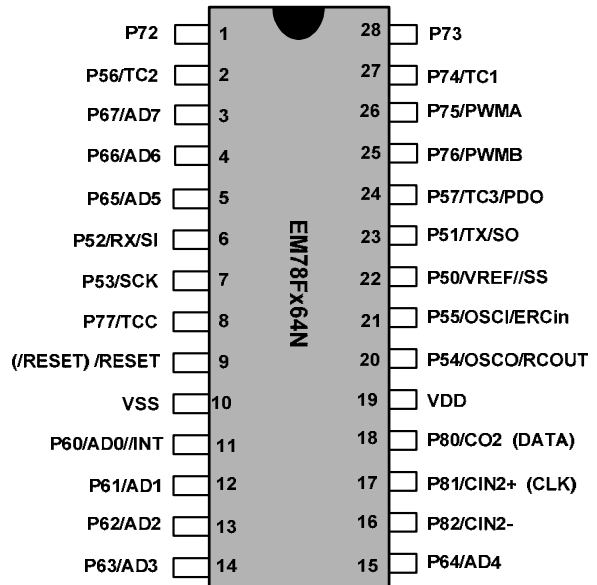 P72 1 28 P73
P56/TC2 2 27 P74/TC1
P67/AD7 3 26 P75/PWMA
P66/AD6 4 25 P76/PWMB
P65/AD5 5 24 P57/TC3/PDO
P52/RX/SI 6 23 P51/TX/SO
P53/SCK 7 22 P50/VREF//SS
P77/TCC 8 21 P55/OSCI/ERCin
(/RESET) /RESET 9 20 P54/OSCO/RCOUT
VSS 10 19 VDD
P60/AD0//INT 11 18 P80/CO2 (DATA)
P61/AD1 12 17 P81/CIN2+ (CLK)
P62/AD2 13 16 P82/CIN2-
P63/AD3 14 15 P64/AD4
EM78Fx64N